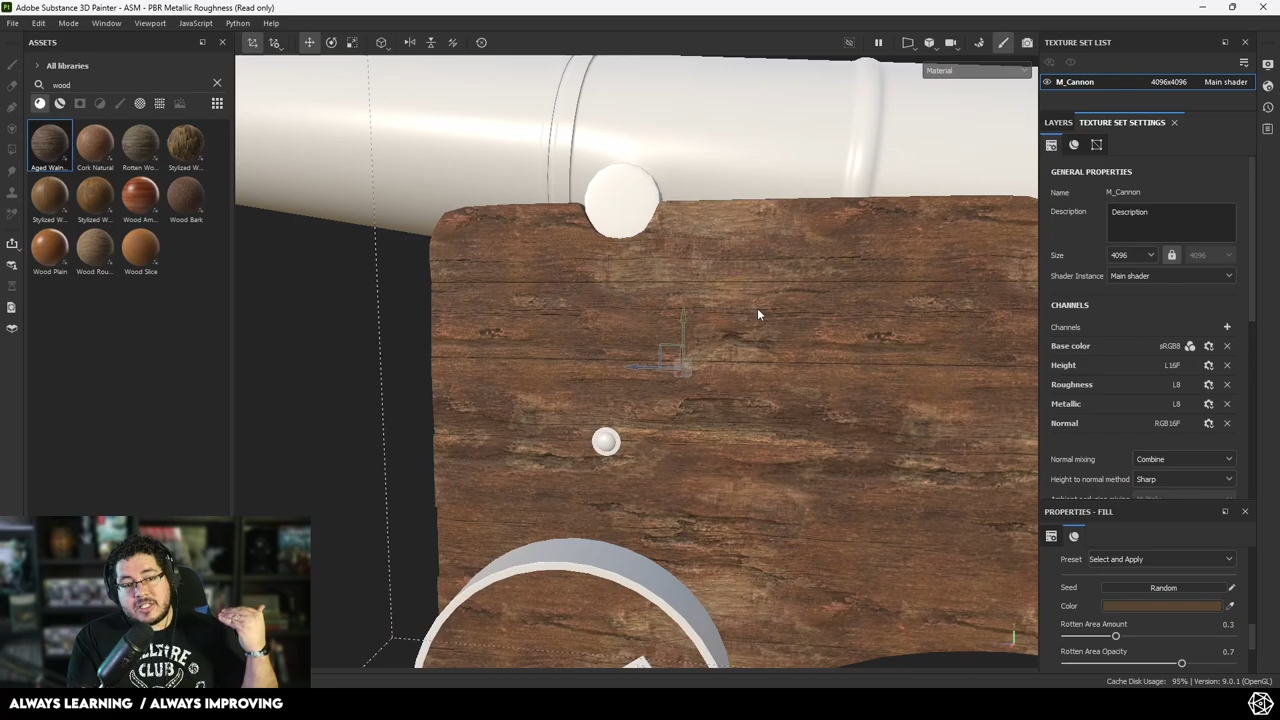 Pt Adobe Substance 3D Painter - ASM - PBR Metallic Roughness (Read only)
File Edit Mode Window Viewport JavaScript Python Help
ASSETS
All libraries
wood
Aged Waln...
Cork Natural
Rotten Wo...
Stylized W...
Stylized W...
Stylized W...
Wood Am...
Wood Bark
Wood Plain
Wood Rou...
Wood Slice
Material
TEXTURE SET LIST
M_Cannon 4096x4096 Main shader
LAYERS TEXTURE SET SETTINGS
GENERAL PROPERTIES
Name M_Cannon
Description Description
Size 4096 4096
Shader Instance Main shader
CHANNELS
Channels
Base color sRGB8
Height L16F
Roughness L8
Metallic L8
Normal RGB16F
Normal mixing Combine
Height to normal method Sharp
PROPERTIES - FILL
Preset Select and Apply
Seed Random
Color
Rotten Area Amount 0.3
Rotten Area Opacity 0.7
Cache Disk Usage: 95% | Version: 9.0.1 (OpenGL)
HELLFIRE
CLUB
ALWAYS LEARNING / ALWAYS IMPROVING